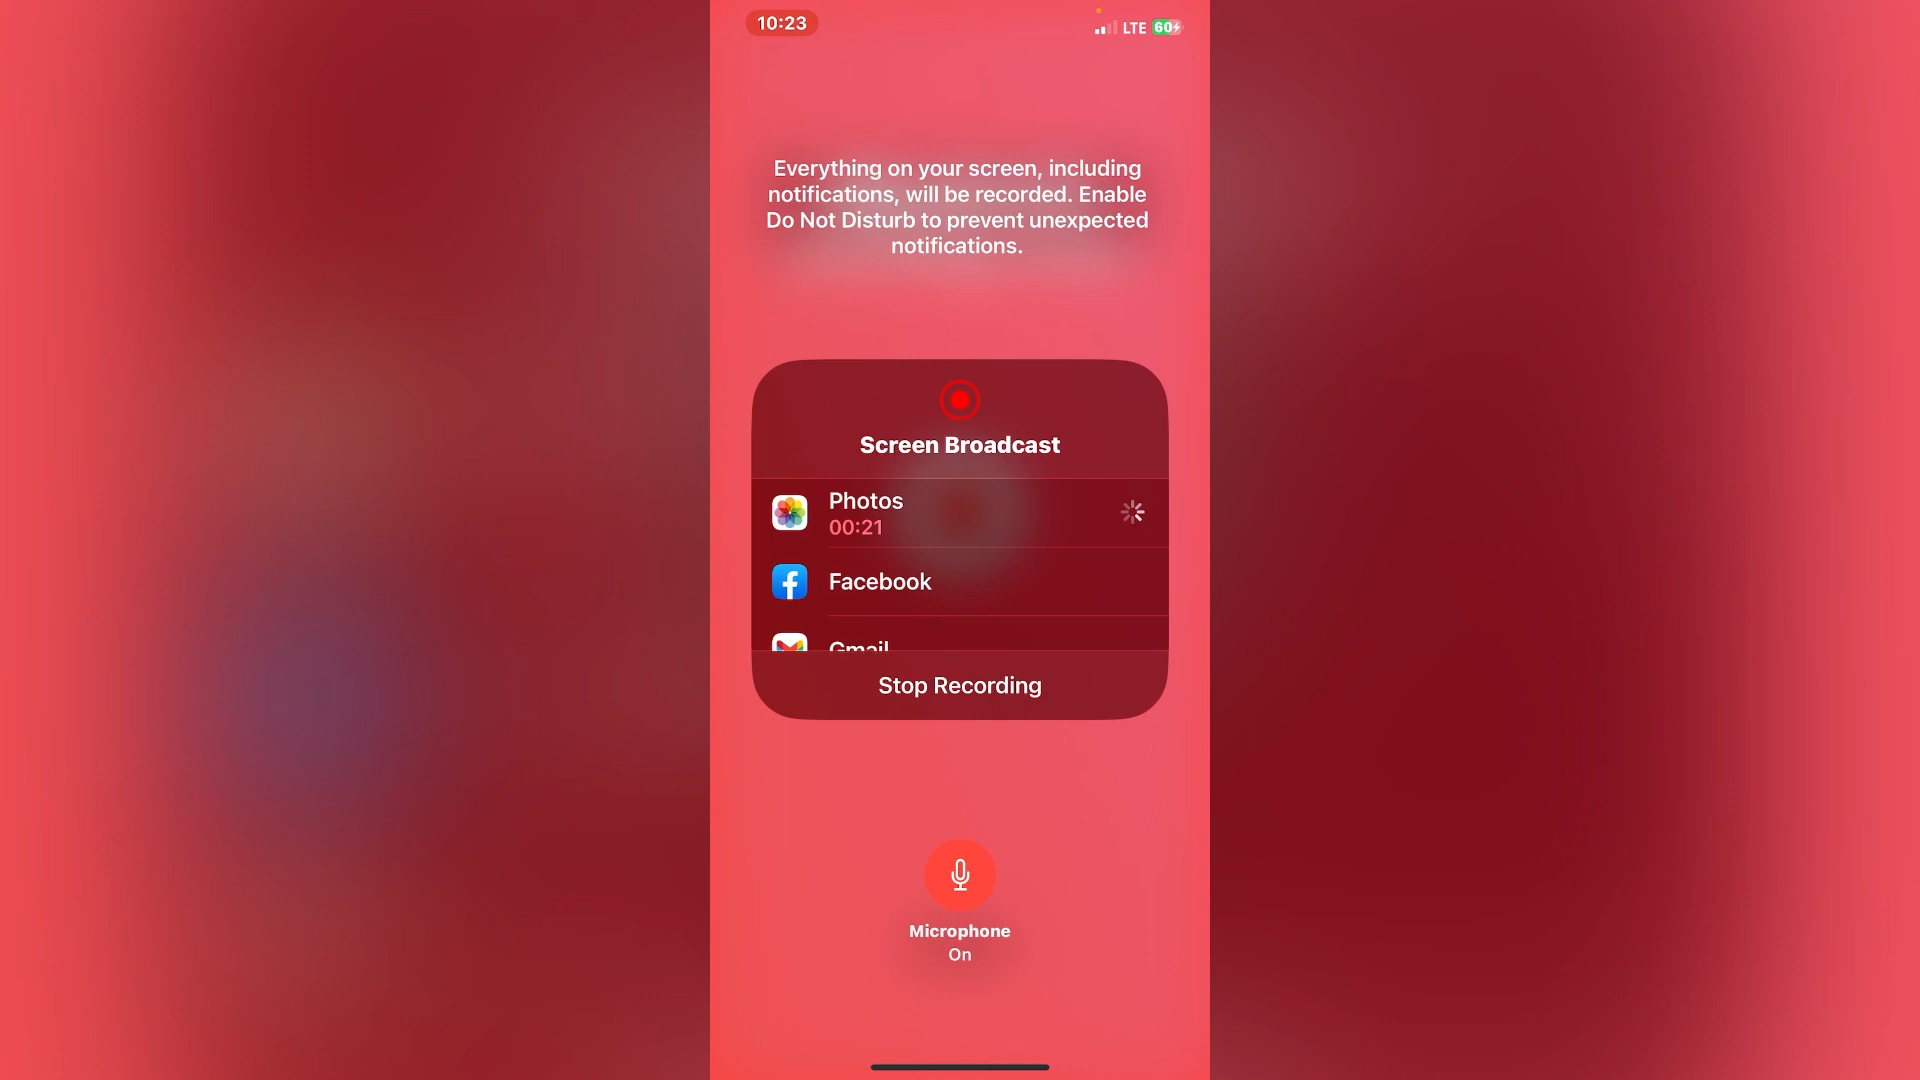 10:23
LTE 60
Everything on your screen, including
notifications, will be recorded. Enable
Do Not Disturb to prevent unexpected
notifications.
Screen Broadcast
Photos
00:21
Facebook
Gmail
Stop Recording
Microphone
On